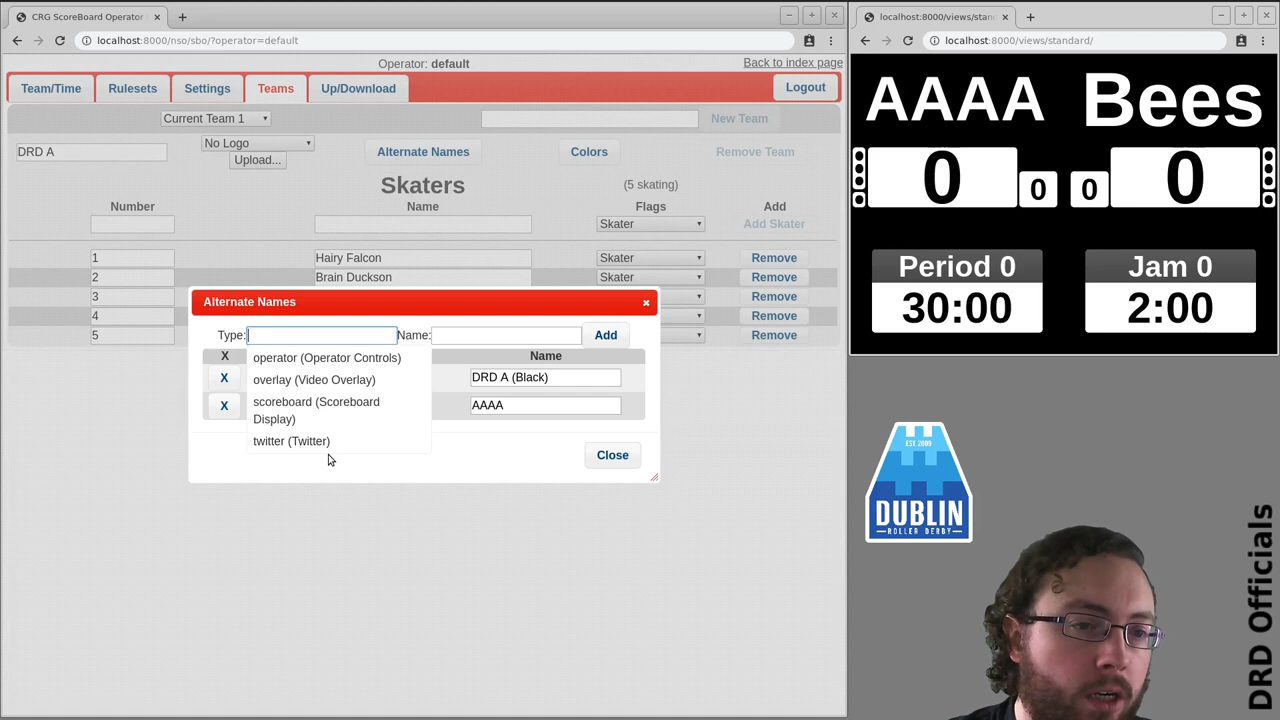 CRG ScoreBoard Operator
localhost:8000/nso/sbo/?operator=default
Operator: default
Back to index page
Team/Time
Rulesets
Settings
Teams
Up/Download
Logout
Current Team 1
New Team
DRD A
No Logo
Upload...
Alternate Names
Colors
Remove Team
Skaters
(5 skating)
Number
Name
Flags
Add
Skater
Add Skater
1
Hairy Falcon
Skater
Remove
2
Brain Duckson
Skater
Remove
3
Remove
4
Remove
5
Remove
Alternate Names
Type:
Name:
Add
X
Name
operator (Operator Controls)
overlay (Video Overlay)
scoreboard (Scoreboard
Display)
twitter (Twitter)
X
DRD A (Black)
X
AAAA
Close
localhost:8000/views/stan
localhost:8000/views/standard/
AAAA
Bees
0
0
0
0
Period 0
30:00
Jam 0
2:00
EST 2009
DUBLIN
ROLLER DERBY
DRD Officials